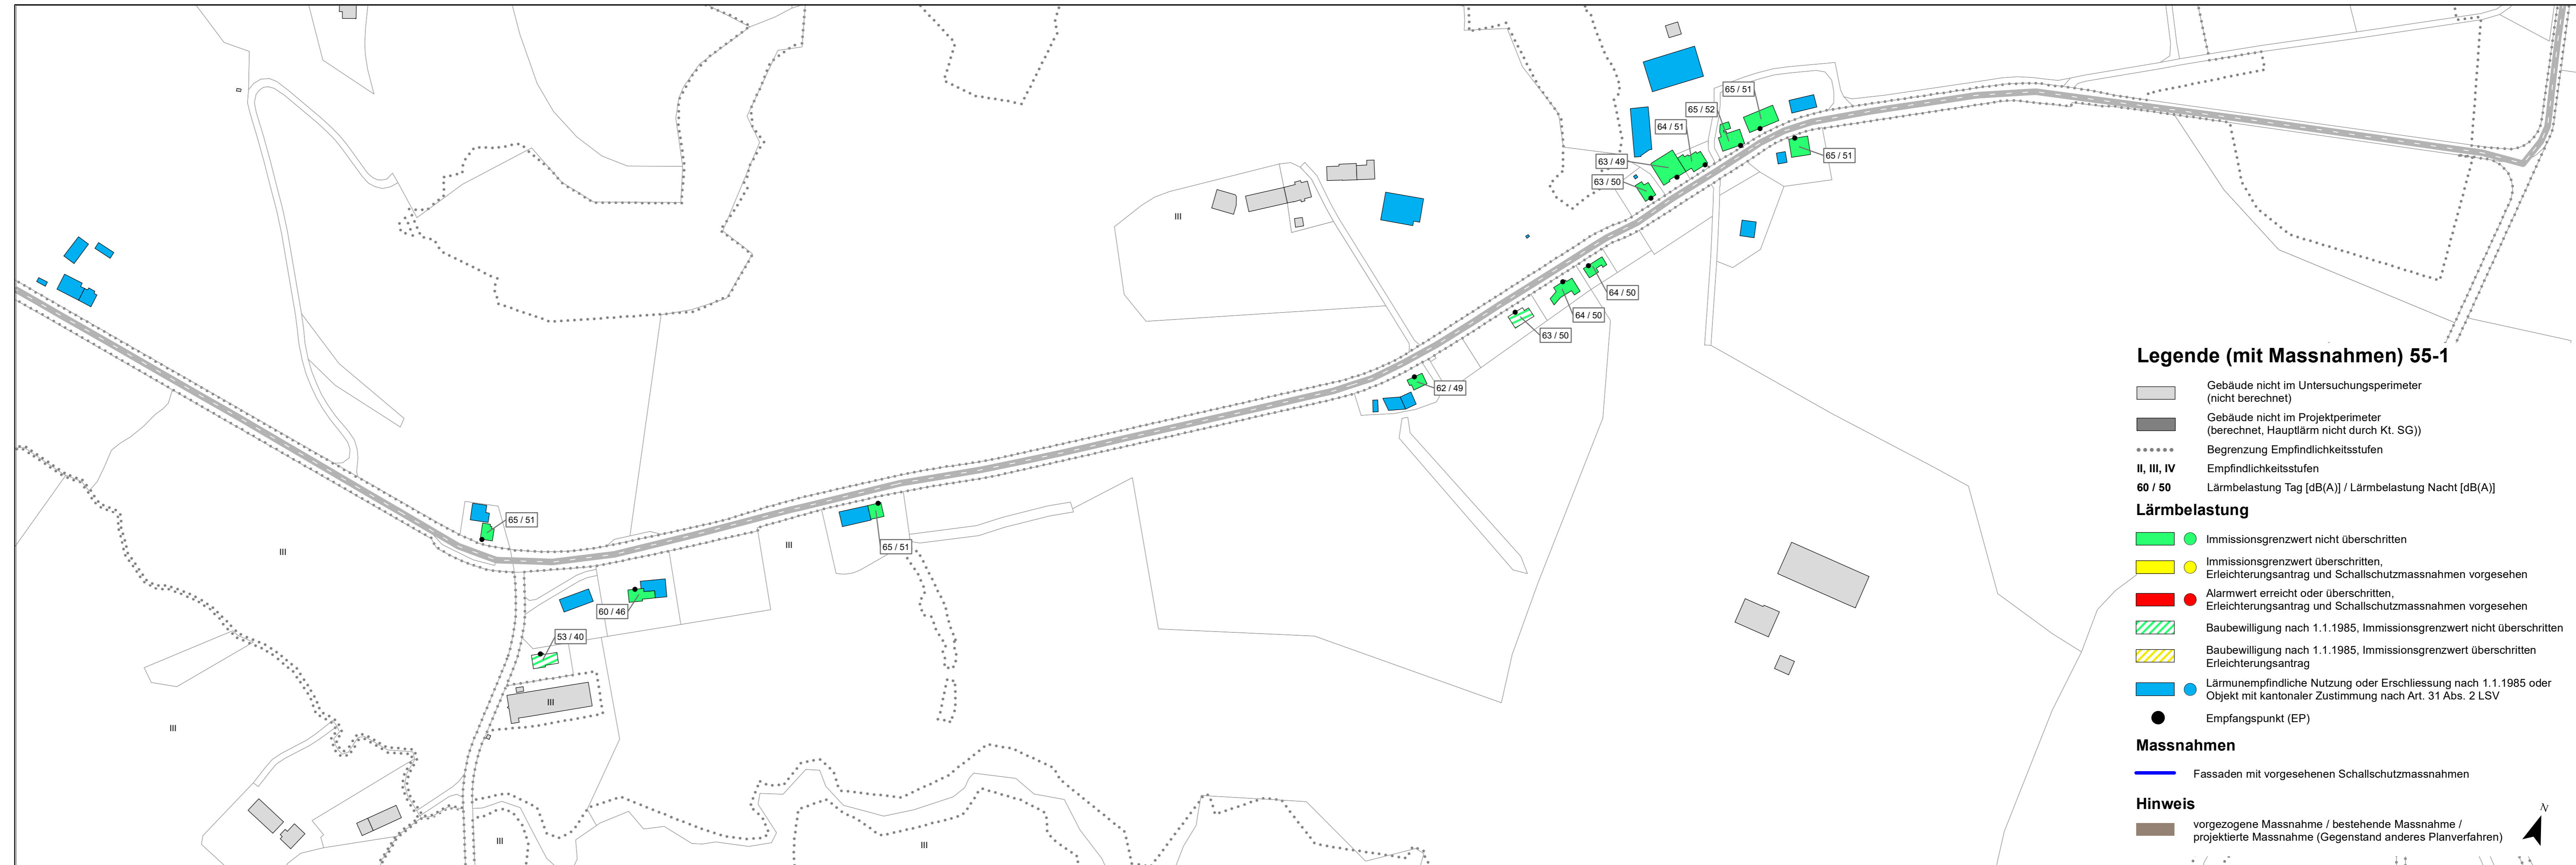 65 / 51
65 / 52
64 / 51
65 / 51
63 / 49
63 / 50
III
64 / 50
64 / 50
63 / 50
62 / 49
65 / 51
III
III
65 / 51
60 / 46
53 / 40
III
III
III
III
Legende (mit Massnahmen) 55-1
Gebäude nicht im Untersuchungsperimeter
(nicht berechnet)
Gebäude nicht im Projektperimeter
(berechnet, Hauptlärm nicht durch Kt. SG))
Begrenzung Empfindlichkeitsstufen
II, III, IV Empfindlichkeitsstufen
60 / 50 Lärmbelastung Tag [dB(A)] / Lärmbelastung Nacht [dB(A)]
Lärmbelastung
Immissionsgrenzwert nicht überschritten
Immissionsgrenzwert überschritten,
Erleichterungsantrag und Schallschutzmassnahmen vorgesehen
Alarmwert erreicht oder überschritten,
Erleichterungsantrag und Schallschutzmassnahmen vorgesehen
Baubewilligung nach 1.1.1985, Immissionsgrenzwert nicht überschritten
Baubewilligung nach 1.1.1985, Immissionsgrenzwert überschritten
Erleichterungsantrag
Lärmunempfindliche Nutzung oder Erschliessung nach 1.1.1985 oder
Objekt mit kantonaler Zustimmung nach Art. 31 Abs. 2 LSV
Empfangspunkt (EP)
Massnahmen
Fassaden mit vorgesehenen Schallschutzmassnahmen
Hinweis
N
vorgezogene Massnahme / bestehende Massnahme /
projektierte Massnahme (Gegenstand anderes Planverfahren)